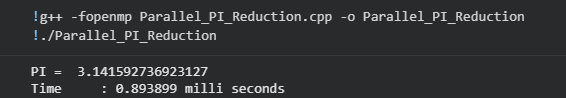 !g++ -fopenmp Parallel_PI_Reduction.cpp -o Parallel_PI_Reduction
!./Parallel_PI_Reduction
PI =  3.141592736923127
Time     : 0.893899 milli seconds